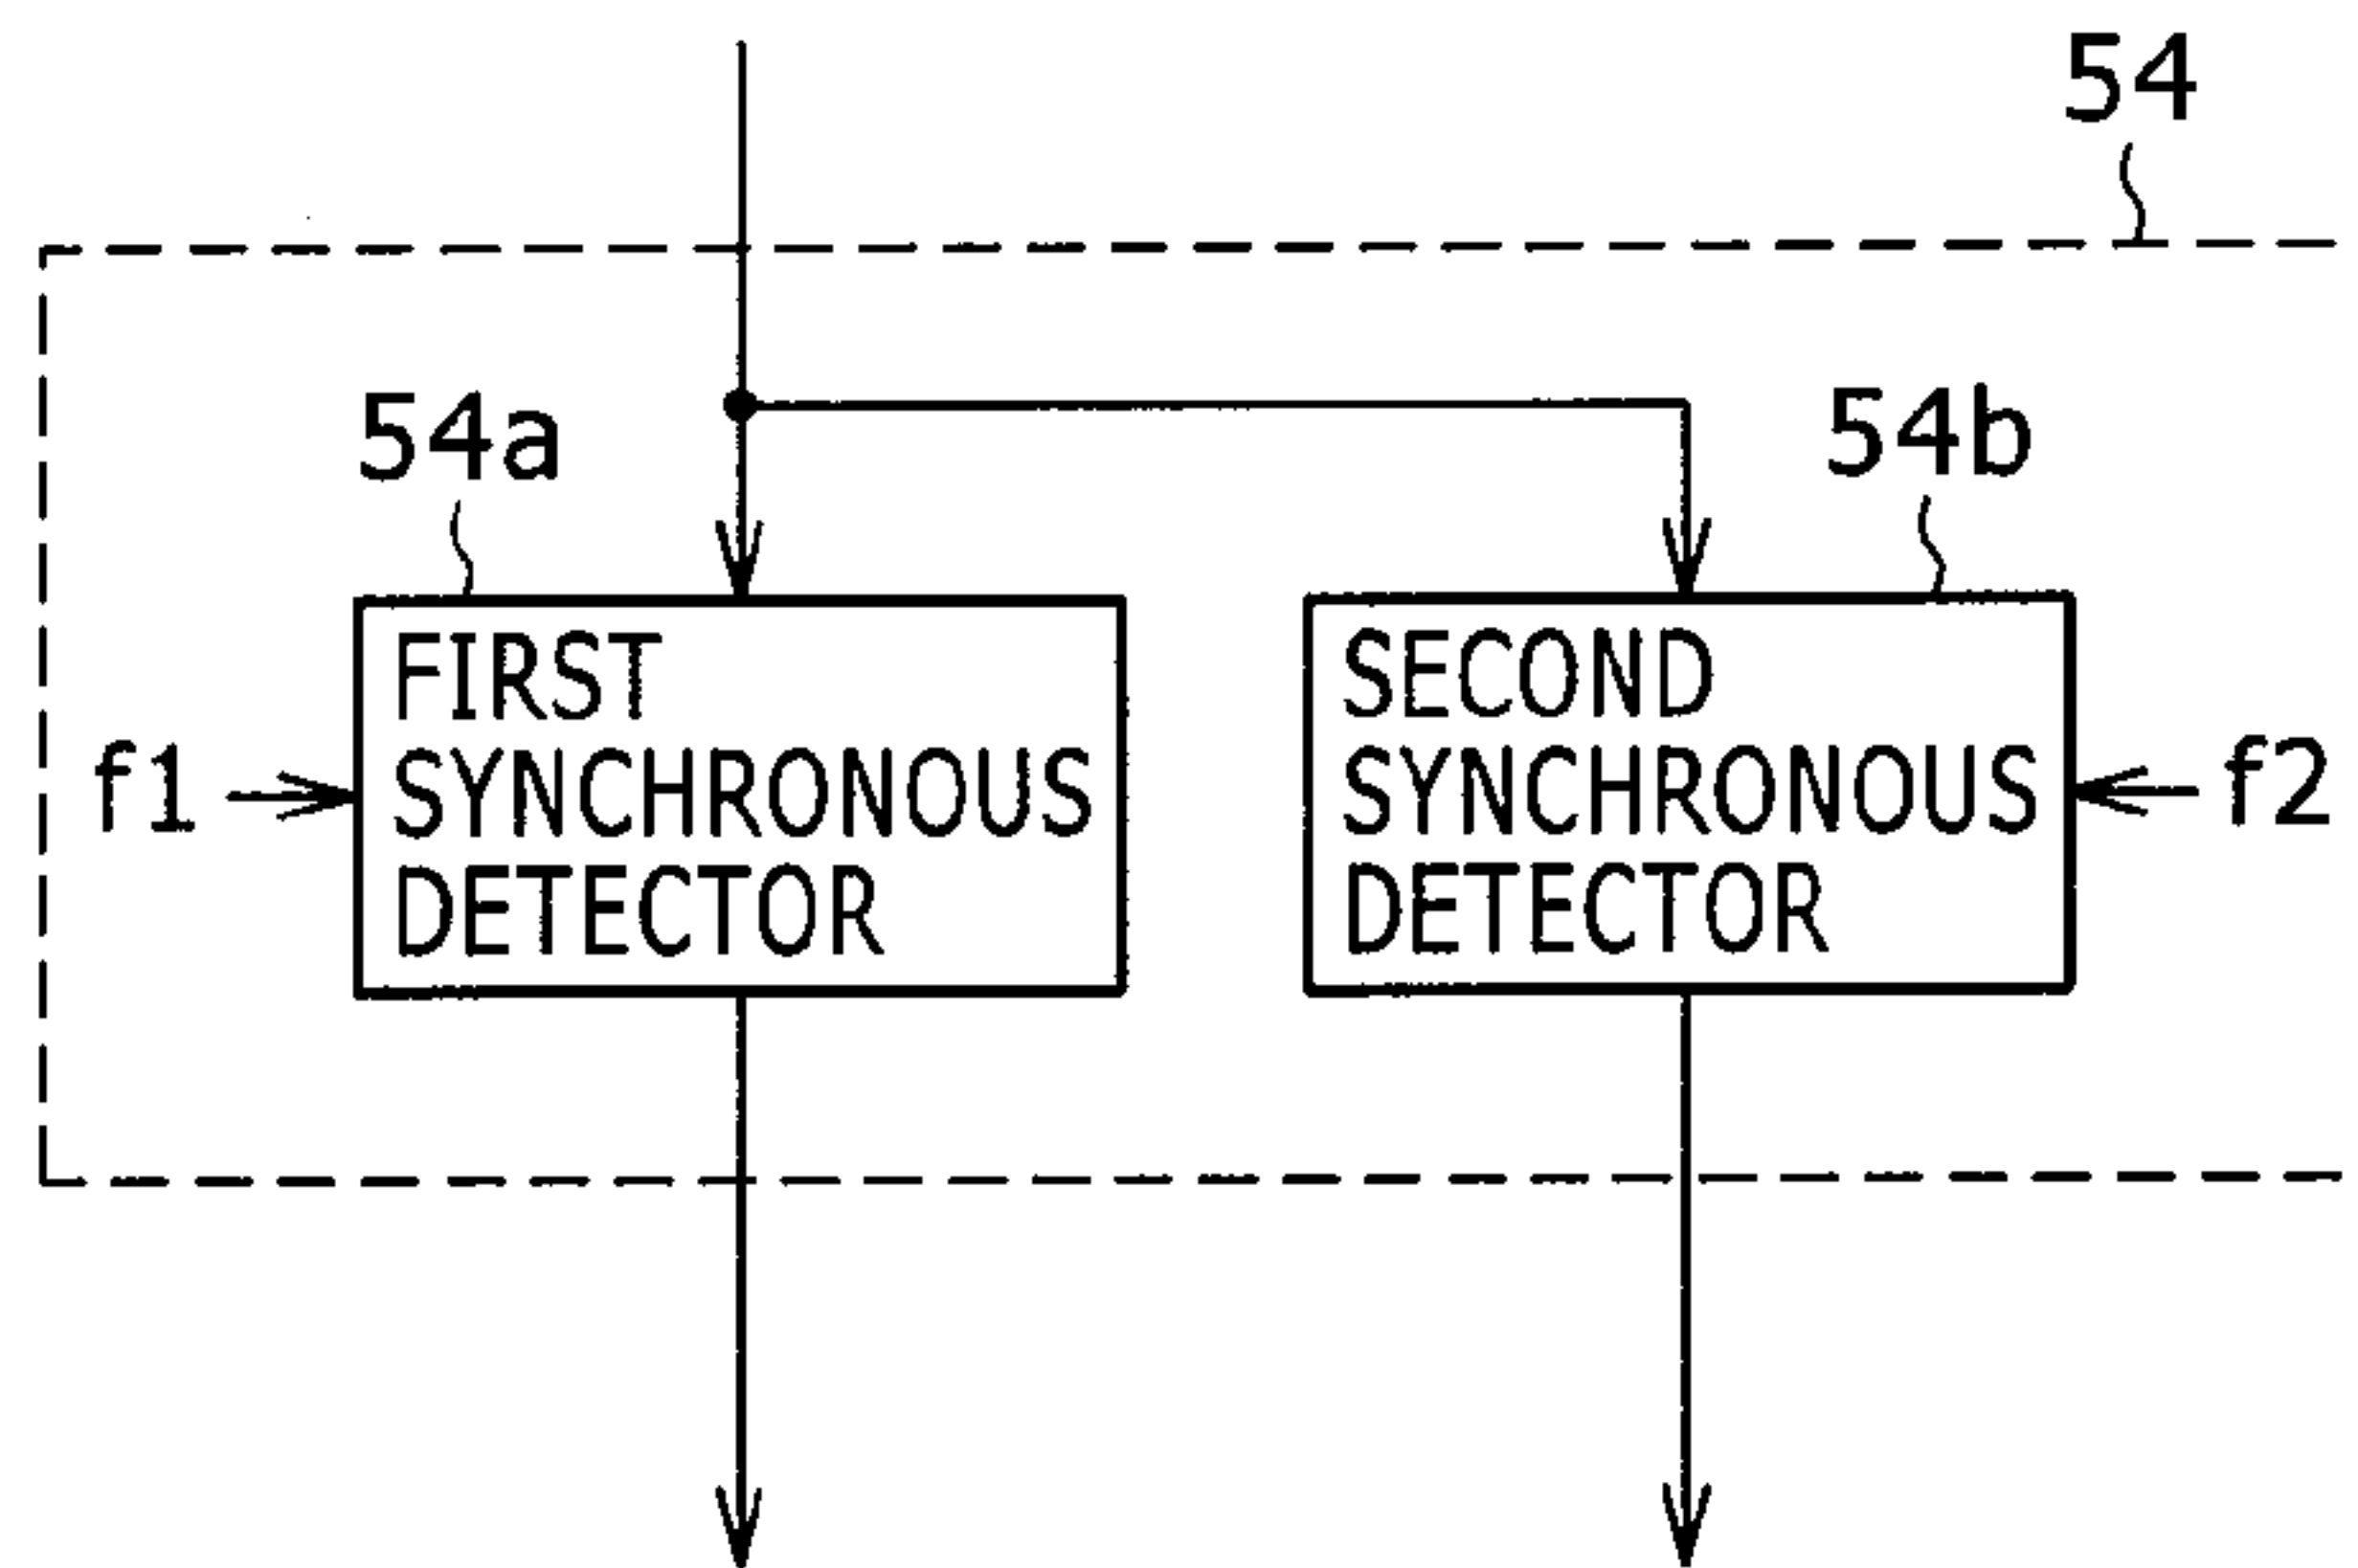 54
54a
54b
FIRST
SYNCHRONOUS
DETECTOR
SECOND
SYNCHRONOUS
DETECTOR
f1
f2